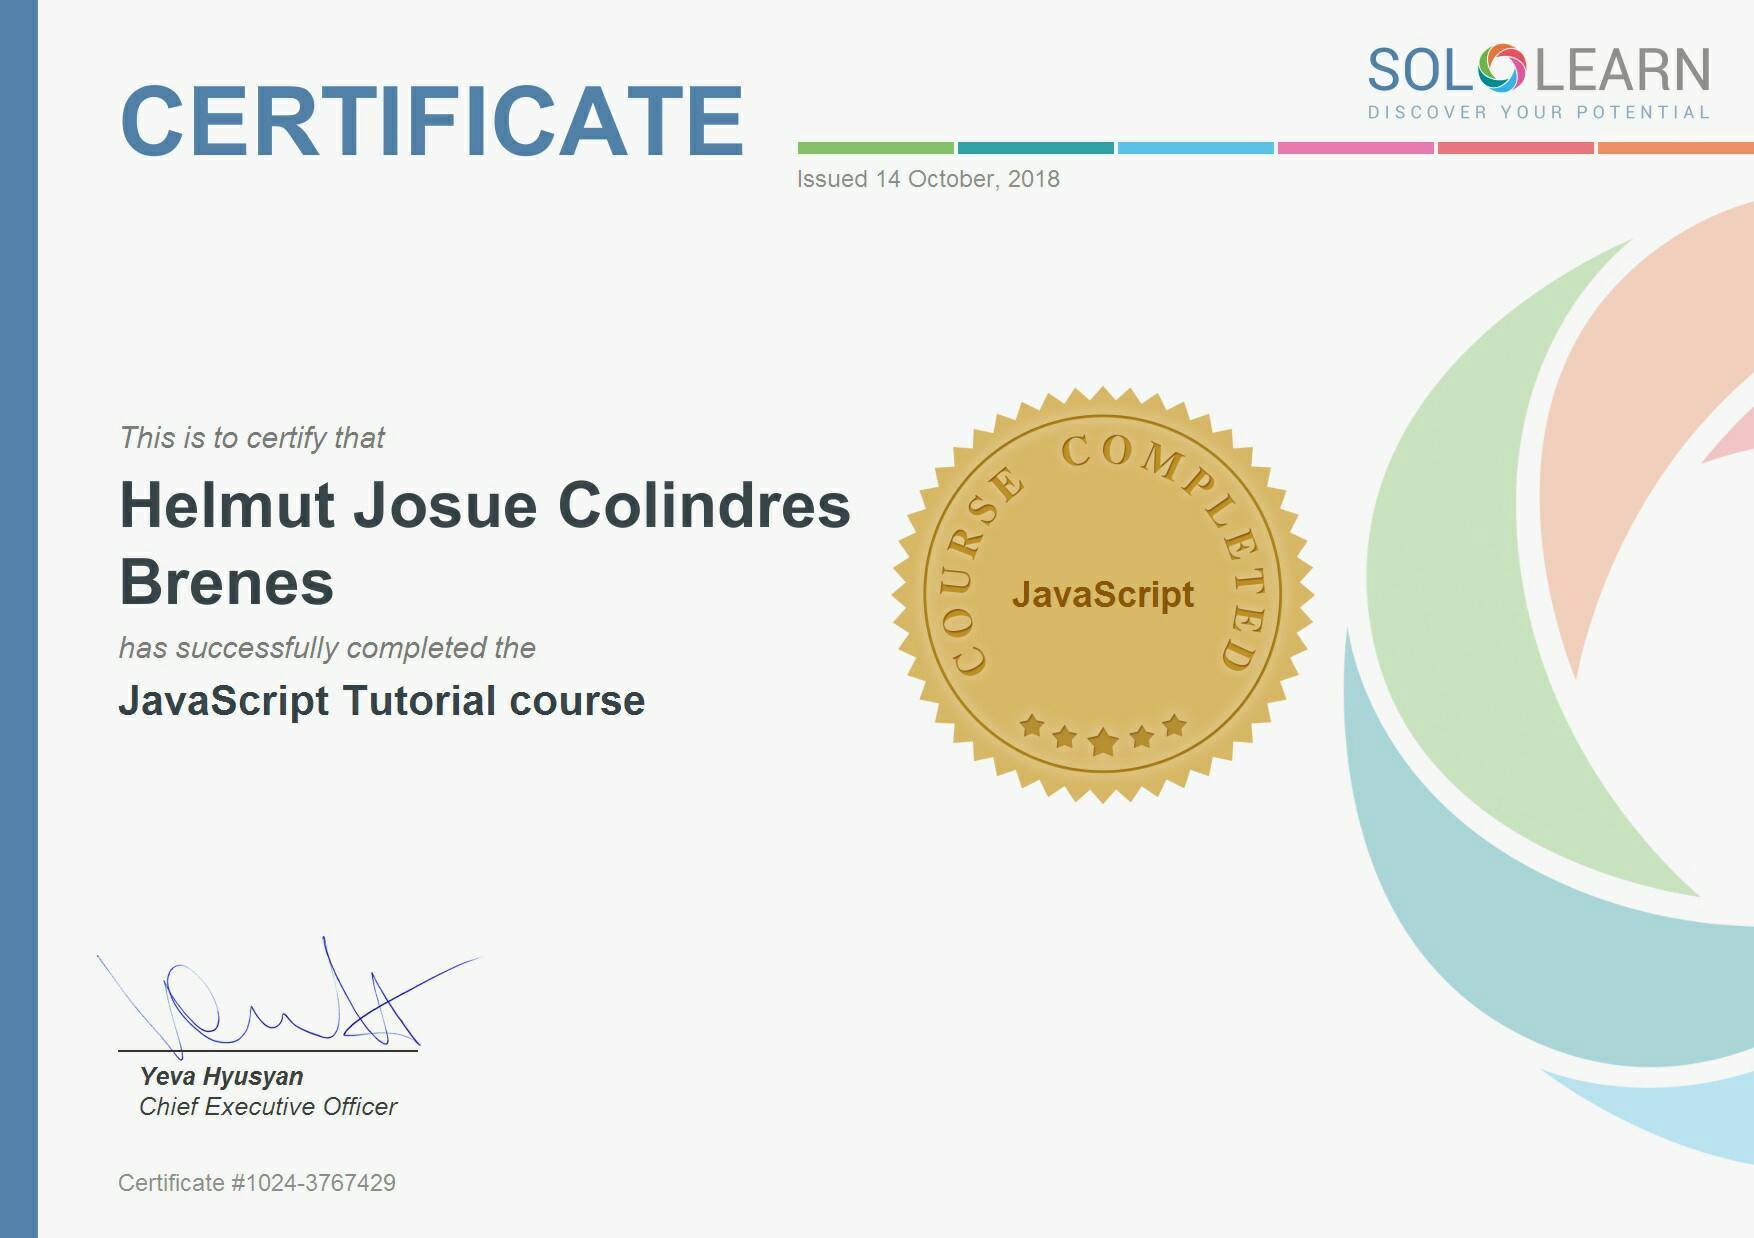 SOLOLEARN
DISCOVER YOUR POTENTIAL
CERTIFICATE
Issued 14 October, 2018
This is to certify that
Helmut Josue Colindres
Brenes
has successfully completed the
JavaScript Tutorial course
COURSE COMPLETED
JavaScript
Yeva Hyusyan
Chief Executive Officer
Certificate #1024-3767429